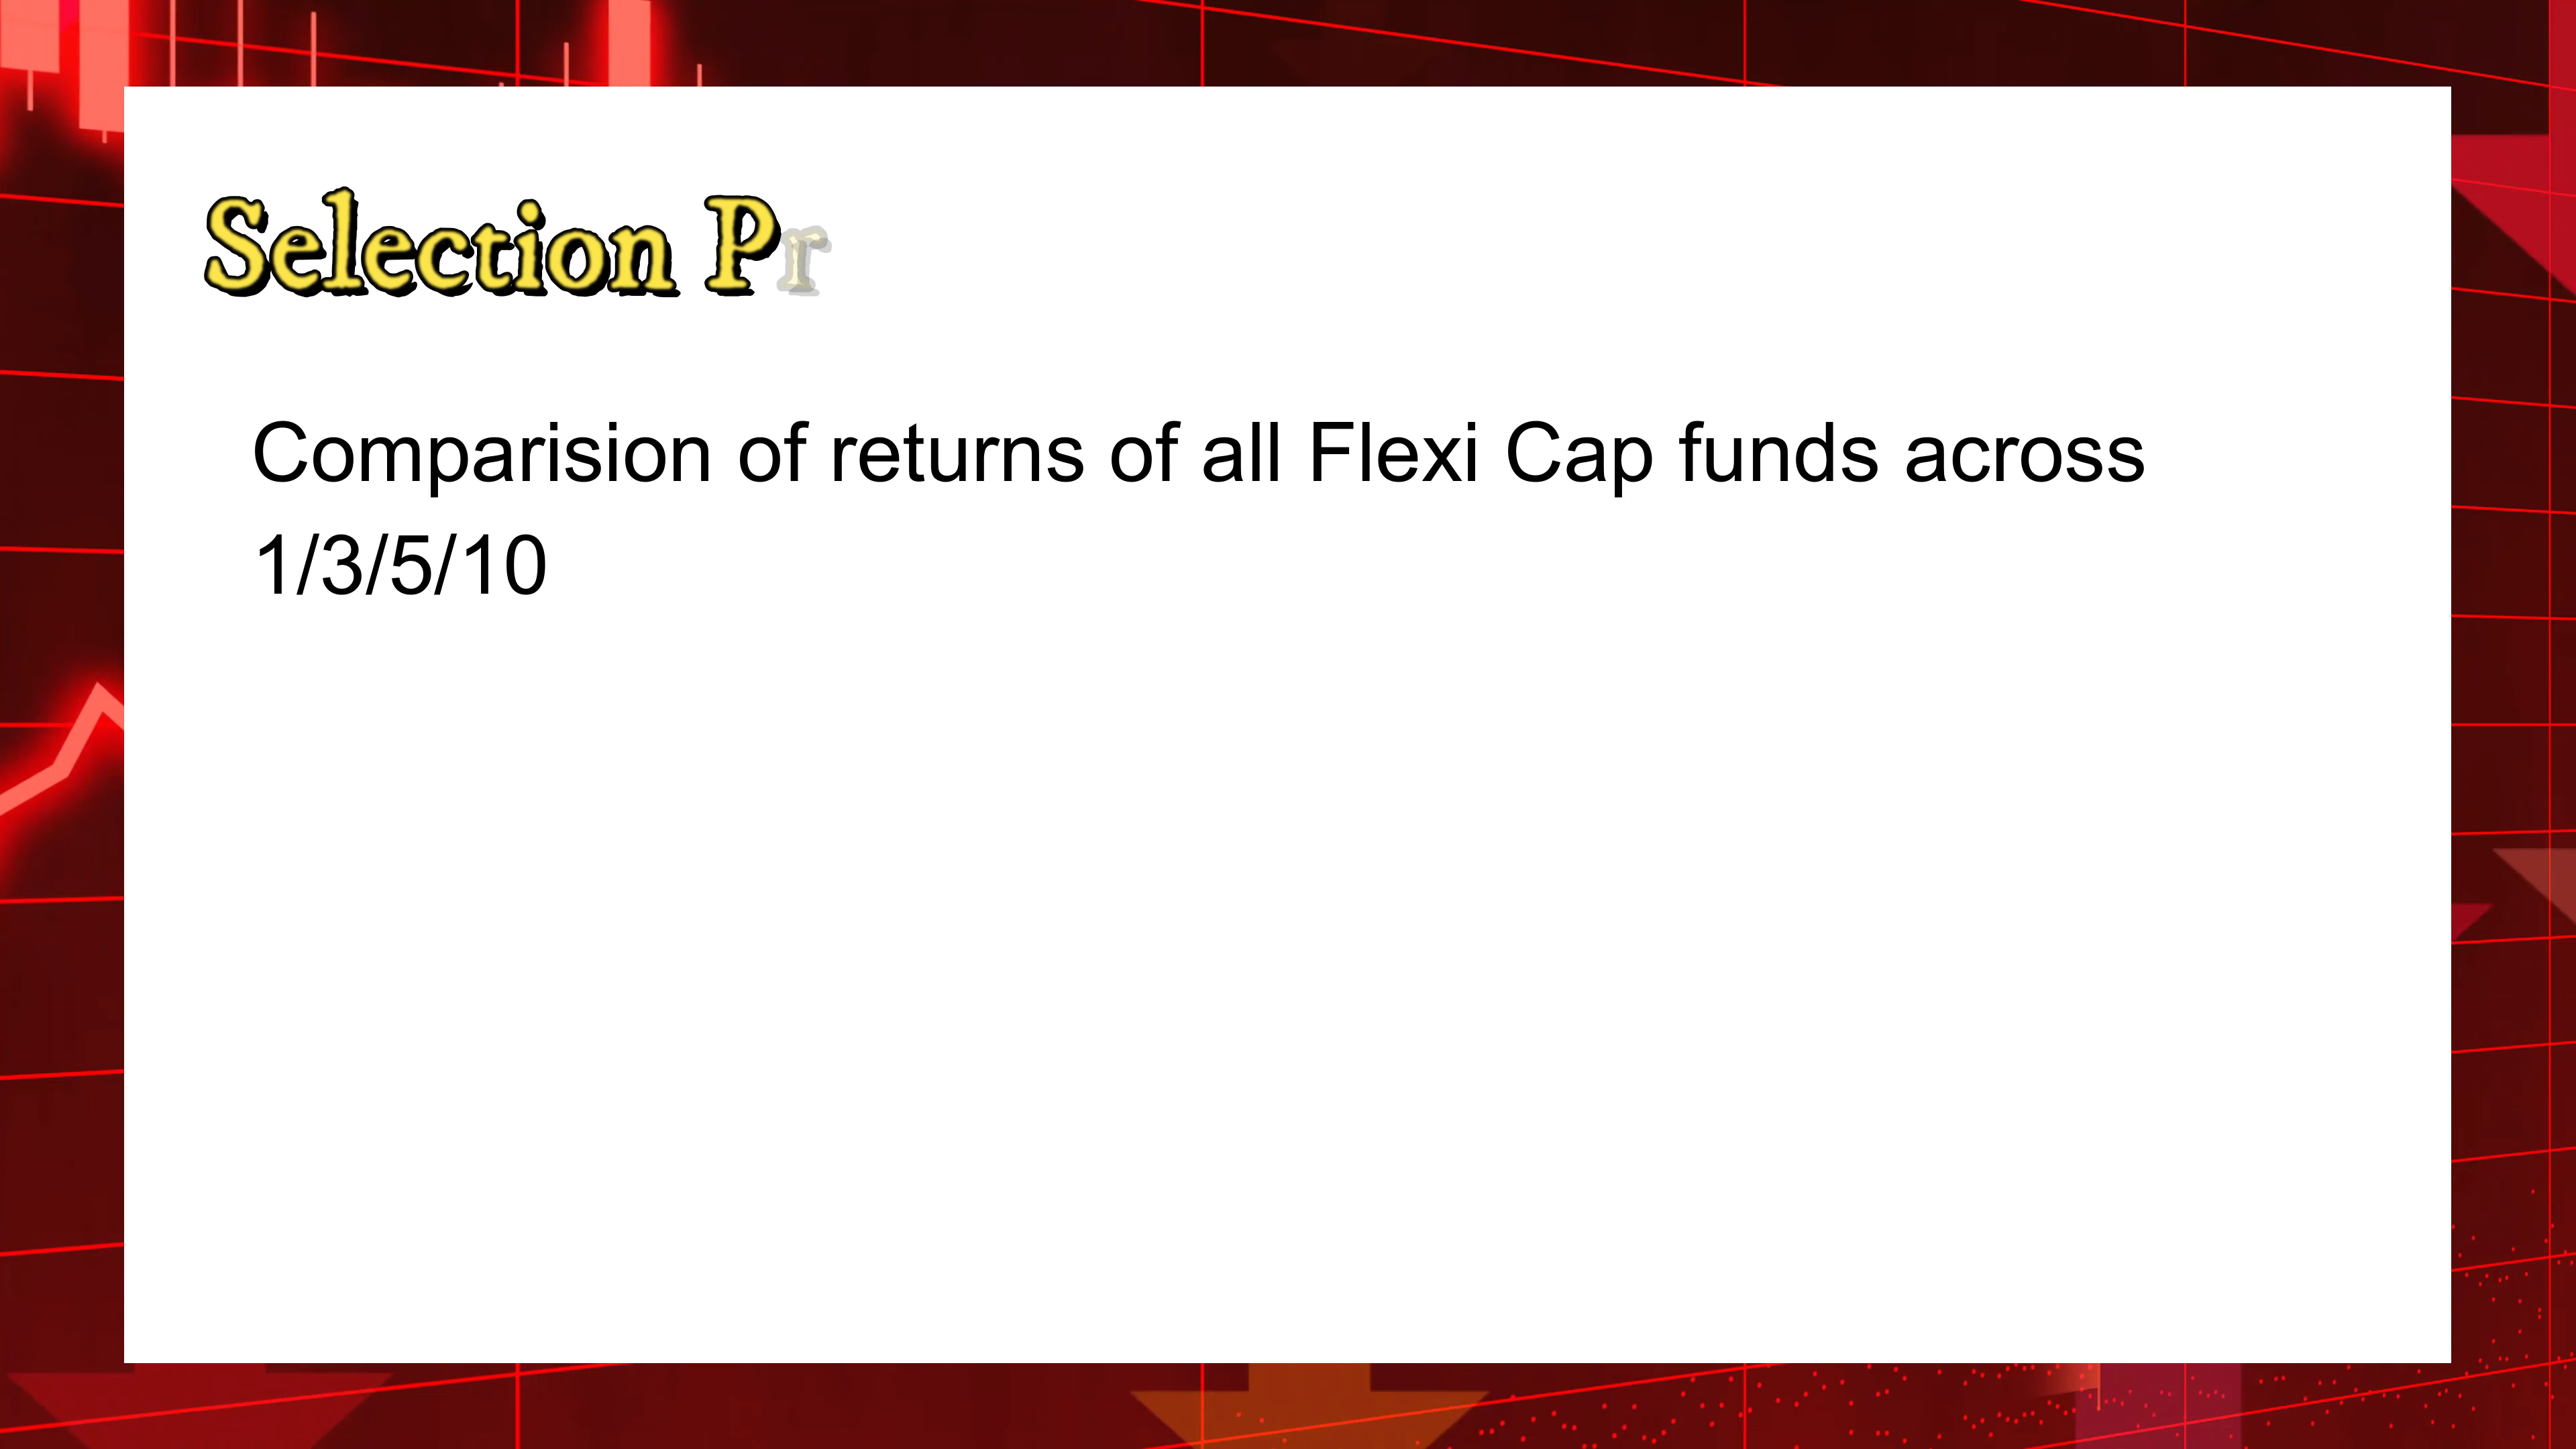 Selection Pr
Comparision of returns of all Flexi Cap funds across
1/3/5/10